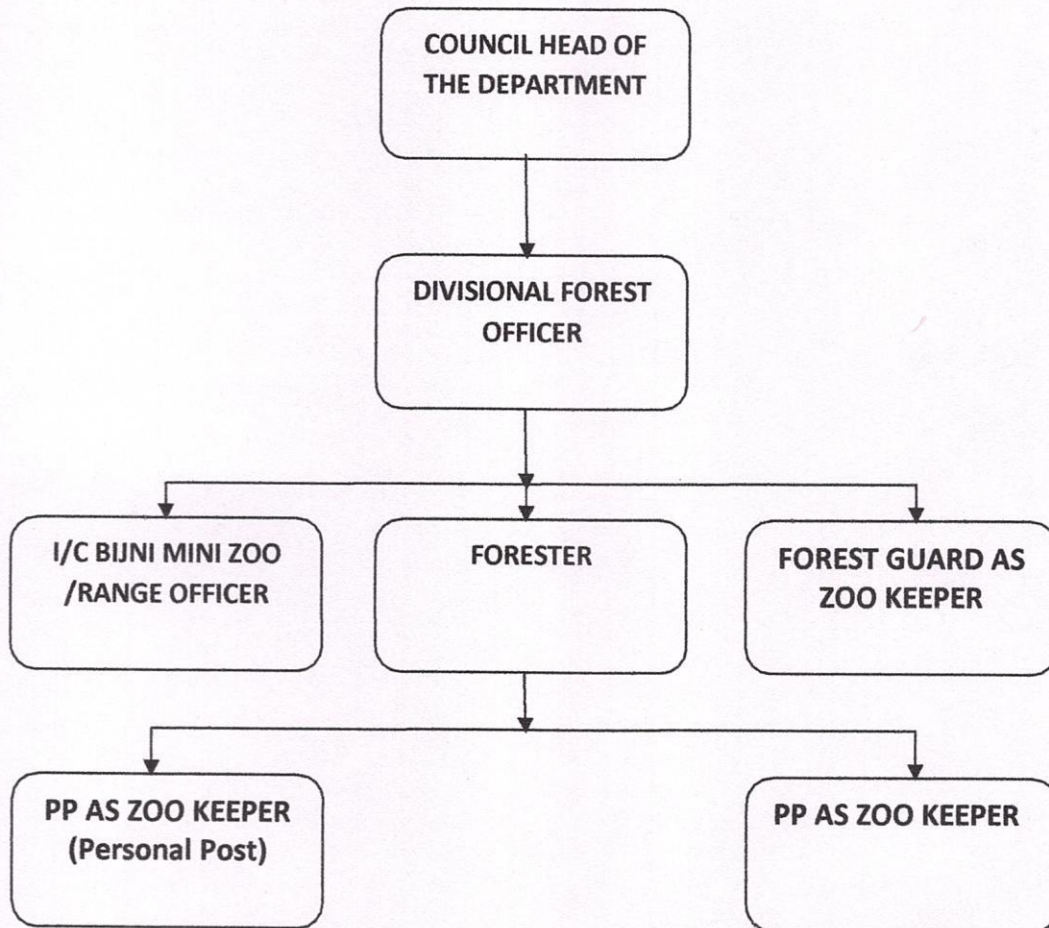 COUNCIL HEAD OF
THE DEPARTMENT
DIVISIONAL FOREST
OFFICER
I/C BIJNI MINI ZOO
/RANGE OFFICER
FORESTER
FOREST GUARD AS
ZOO KEEPER
PP AS ZOO KEEPER
(Personal Post)
PP AS ZOO KEEPER